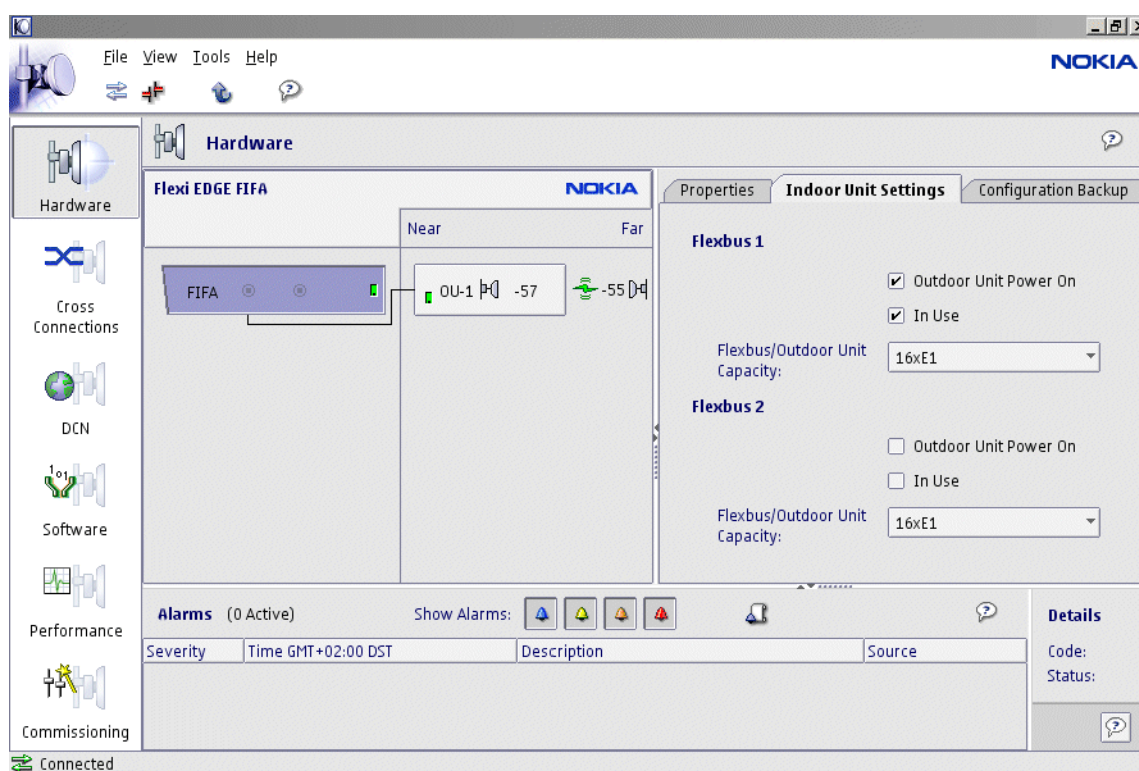 File View Tools Help
NOKIA
Hardware
Hardware
Flexi EDGE FIFA
NOKIA
Near
Far
FIFA
OU-1
-57
-55
Properties
Indoor Unit Settings
Configuration Backup
Flexbus 1
Outdoor Unit Power On
In Use
Flexbus/Outdoor Unit
Capacity:
16xE1
Flexbus 2
Outdoor Unit Power On
In Use
Flexbus/Outdoor Unit
Capacity:
16xE1
Cross
Connections
DCN
Software
Performance
Commissioning
Alarms (0 Active)
Show Alarms:
Severity
Time GMT+02:00 DST
Description
Source
Details
Code:
Status:
Connected